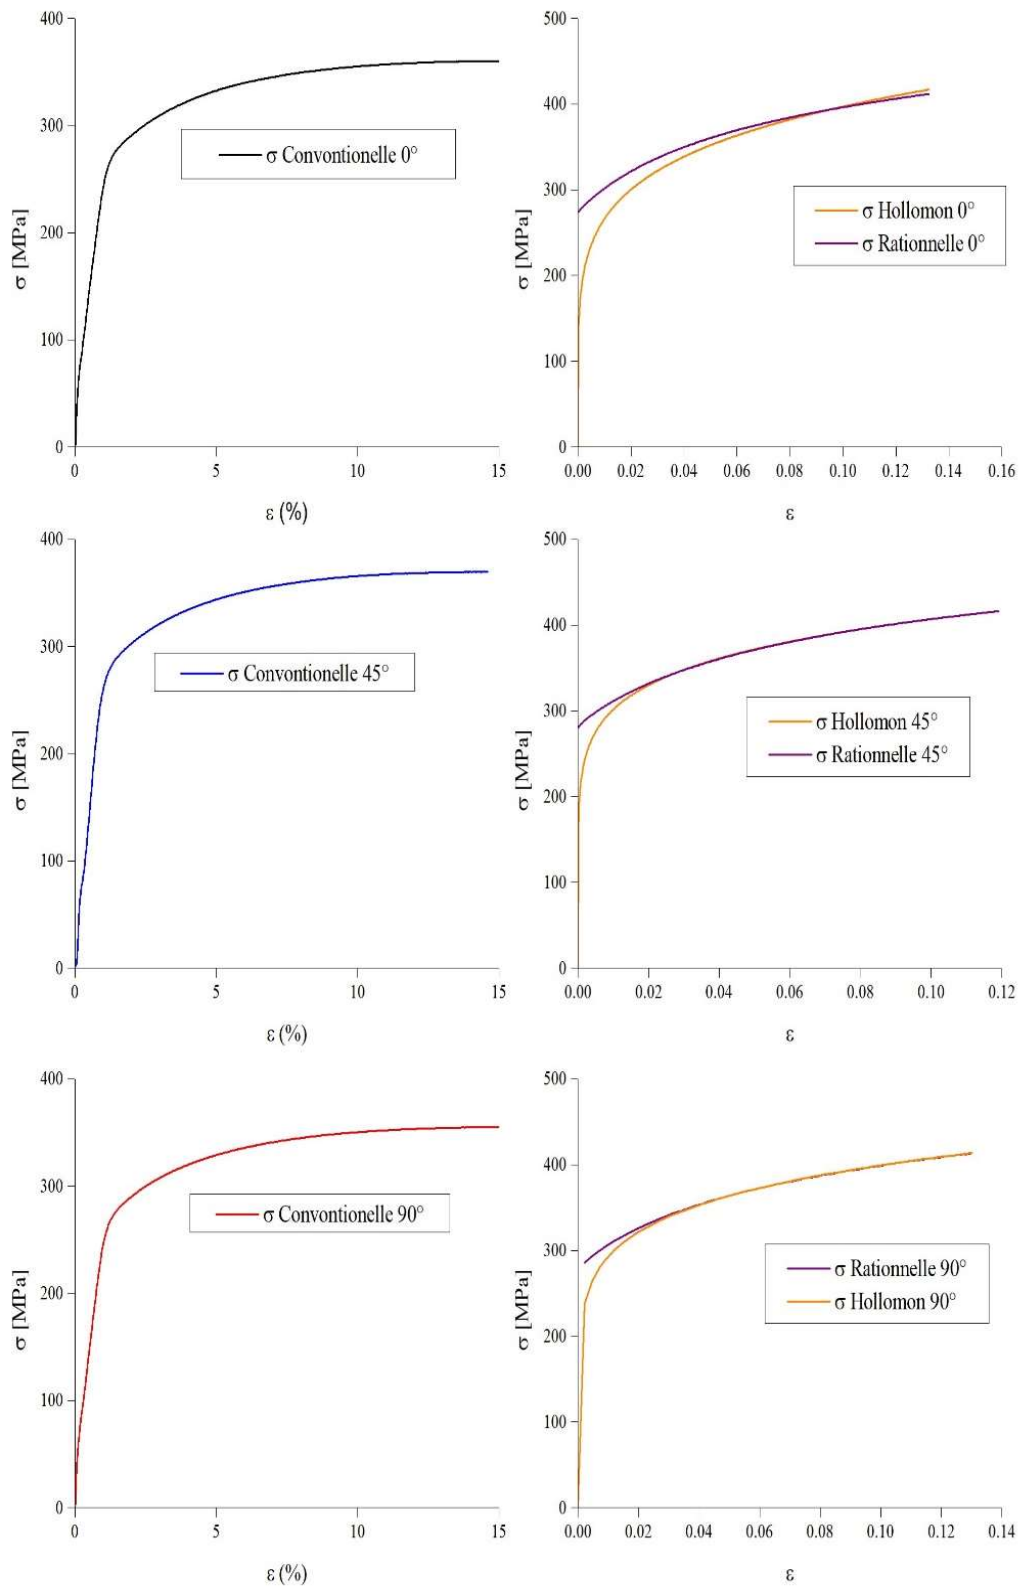 400
300
200
100
0
σ [MPa]
σ Convontionelle 0°
0 5 10 15
ε (%)
500
400
300
200
100
0
σ [MPa]
σ Hollomon 0°
σ Rationnelle 0°
0.00 0.02 0.04 0.06 0.08 0.10 0.12 0.14 0.16
ε
400
300
200
100
0
σ [MPa]
σ Convontionelle 45°
0 5 10 15
ε (%)
500
400
300
200
100
0
σ [MPa]
σ Hollomon 45°
σ Rationnelle 45°
0.00 0.02 0.04 0.06 0.08 0.10 0.12
ε
400
300
200
100
0
σ [MPa]
σ Convontionelle 90°
0 5 10 15
ε (%)
500
400
300
200
100
0
σ [MPa]
σ Rationnelle 90°
σ Hollomon 90°
0.00 0.02 0.04 0.06 0.08 0.10 0.12 0.14
ε